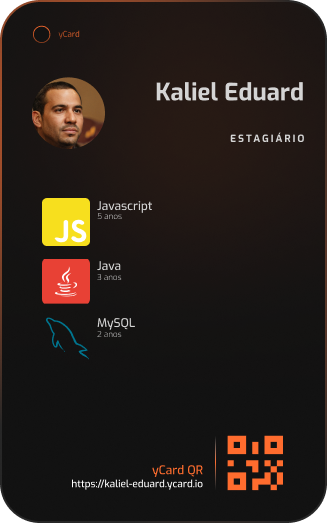 yCard
Kaliel Eduard
ESTAGIÁRIO
JS
Javascript
5 anos
Java
3 anos
MySQL
2 anos
yCard QR
https://kaliel-eduard.ycard.io